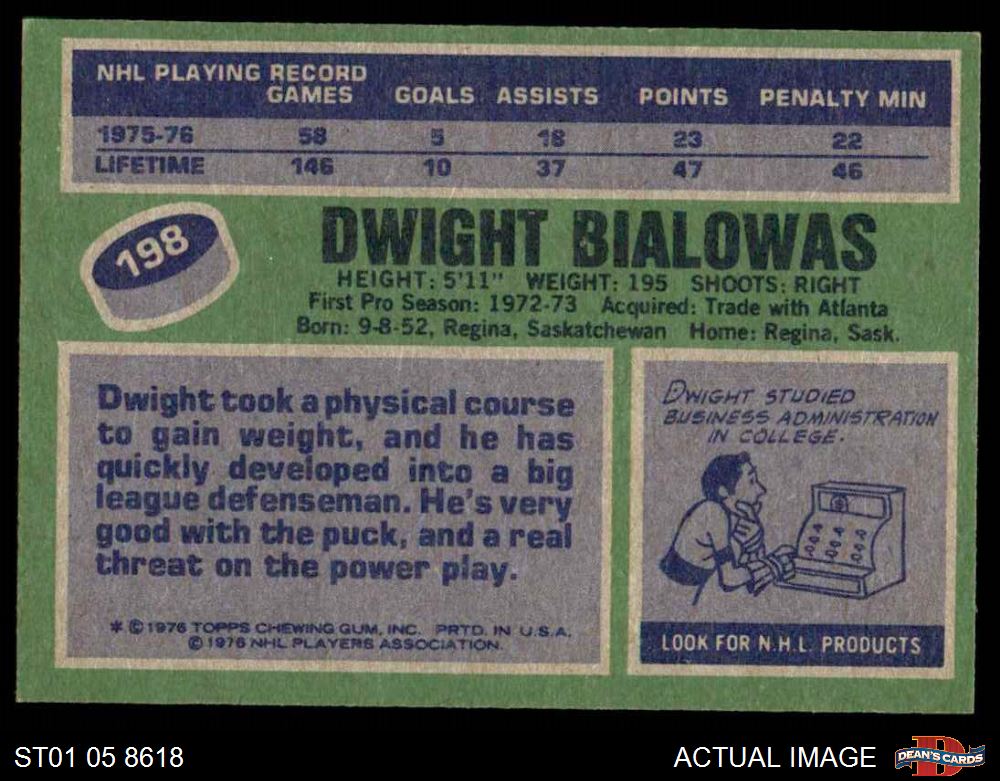 NHL PLAYING RECORD
GAMES GOALS ASSISTS POINTS PENALTY MIN
1975-76 58 5 18 23 22
LIFETIME 146 10 37 47 46
198
DWIGHT BIALOWAS
HEIGHT: 5'11" WEIGHT: 195 SHOOTS: RIGHT
First Pro Season: 1972-73 Acquired: Trade with Atlanta
Born: 9-8-52, Regina, Saskatchewan Home: Regina, Sask.
Dwight took a physical course
to gain weight, and he has
quickly developed into a big
league defenseman. He's very
good with the puck, and a real
threat on the power play.
* © 1976 TOPPS CHEWING GUM, INC. PRTD. IN U.S.A.
© 1976 NHL PLAYERS ASSOCIATION.
DWIGHT STUDIED
BUSINESS ADMINISTRATION
IN COLLEGE.
LOOK FOR N.H.L. PRODUCTS
ST01 05 8618
ACTUAL IMAGE
D
DEAN'S CARDS